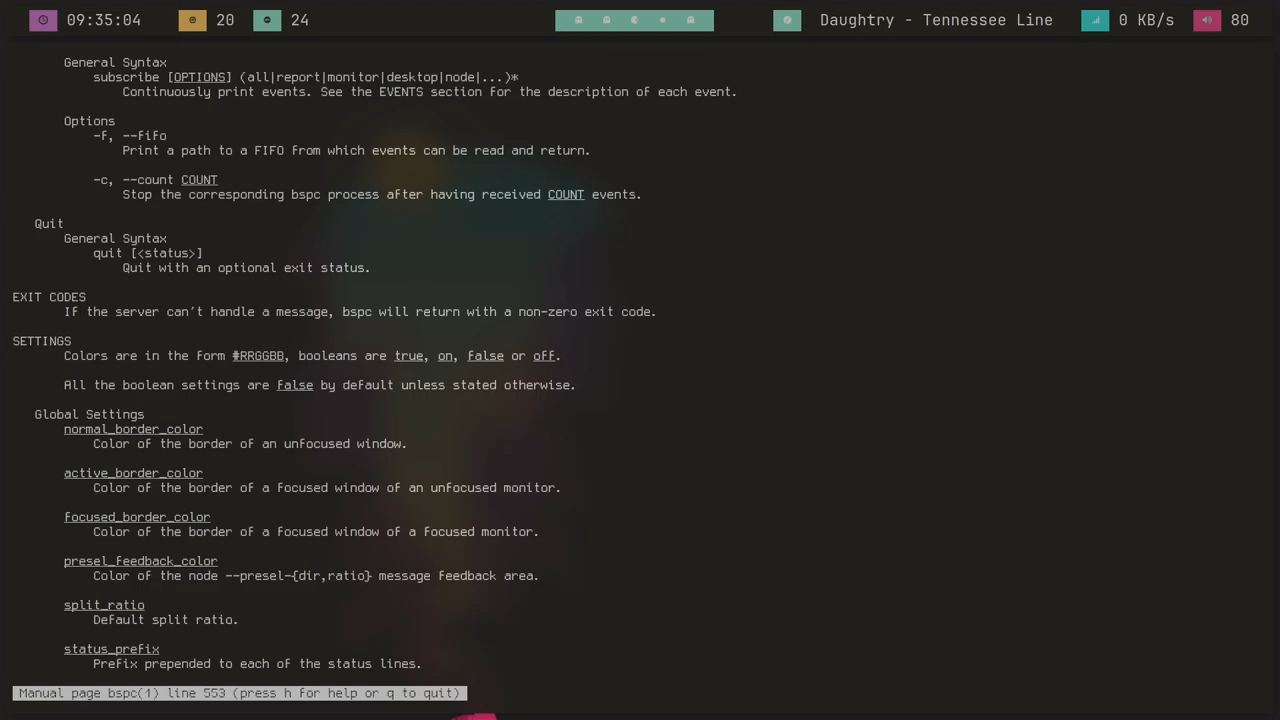 09:35:04 20 24 Daughtry - Tennessee Line 0 KB/s 80
General Syntax
subscribe [OPTIONS] (all|report|monitor|desktop|node|...)*
Continuously print events. See the EVENTS section for the description of each event.
Options
-f, --fifo
Print a path to a FIFO from which events can be read and return.
-c, --count COUNT
Stop the corresponding bspc process after having received COUNT events.
Quit
General Syntax
quit [<status>]
Quit with an optional exit status.
EXIT CODES
If the server can't handle a message, bspc will return with a non-zero exit code.
SETTINGS
Colors are in the form #RRGGBB, booleans are true, on, false or off.
All the boolean settings are false by default unless stated otherwise.
Global Settings
normal_border_color
Color of the border of an unfocused window.
active_border_color
Color of the border of a focused window of an unfocused monitor.
focused_border_color
Color of the border of a focused window of a focused monitor.
presel_feedback_color
Color of the node --presel-{dir,ratio} message feedback area.
split_ratio
Default split ratio.
status_prefix
Prefix prepended to each of the status lines.
Manual page bspc(1) line 553 (press h for help or q to quit)